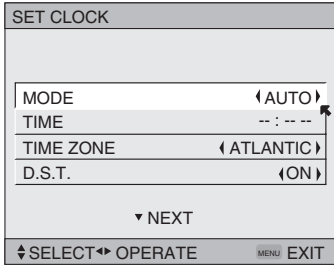 SET CLOCK
MODE AUTO
TIME -- : -- --
TIME ZONE ATLANTIC
D.S.T. ON
NEXT
SELECT OPERATE MENU EXIT